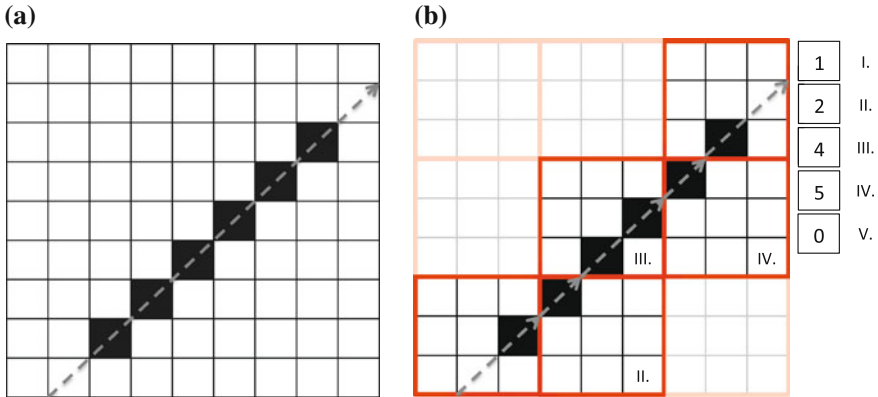 (a)
(b)
1 I.
2 II.
4 III.
5 IV.
0 V.
III.
IV.
II.